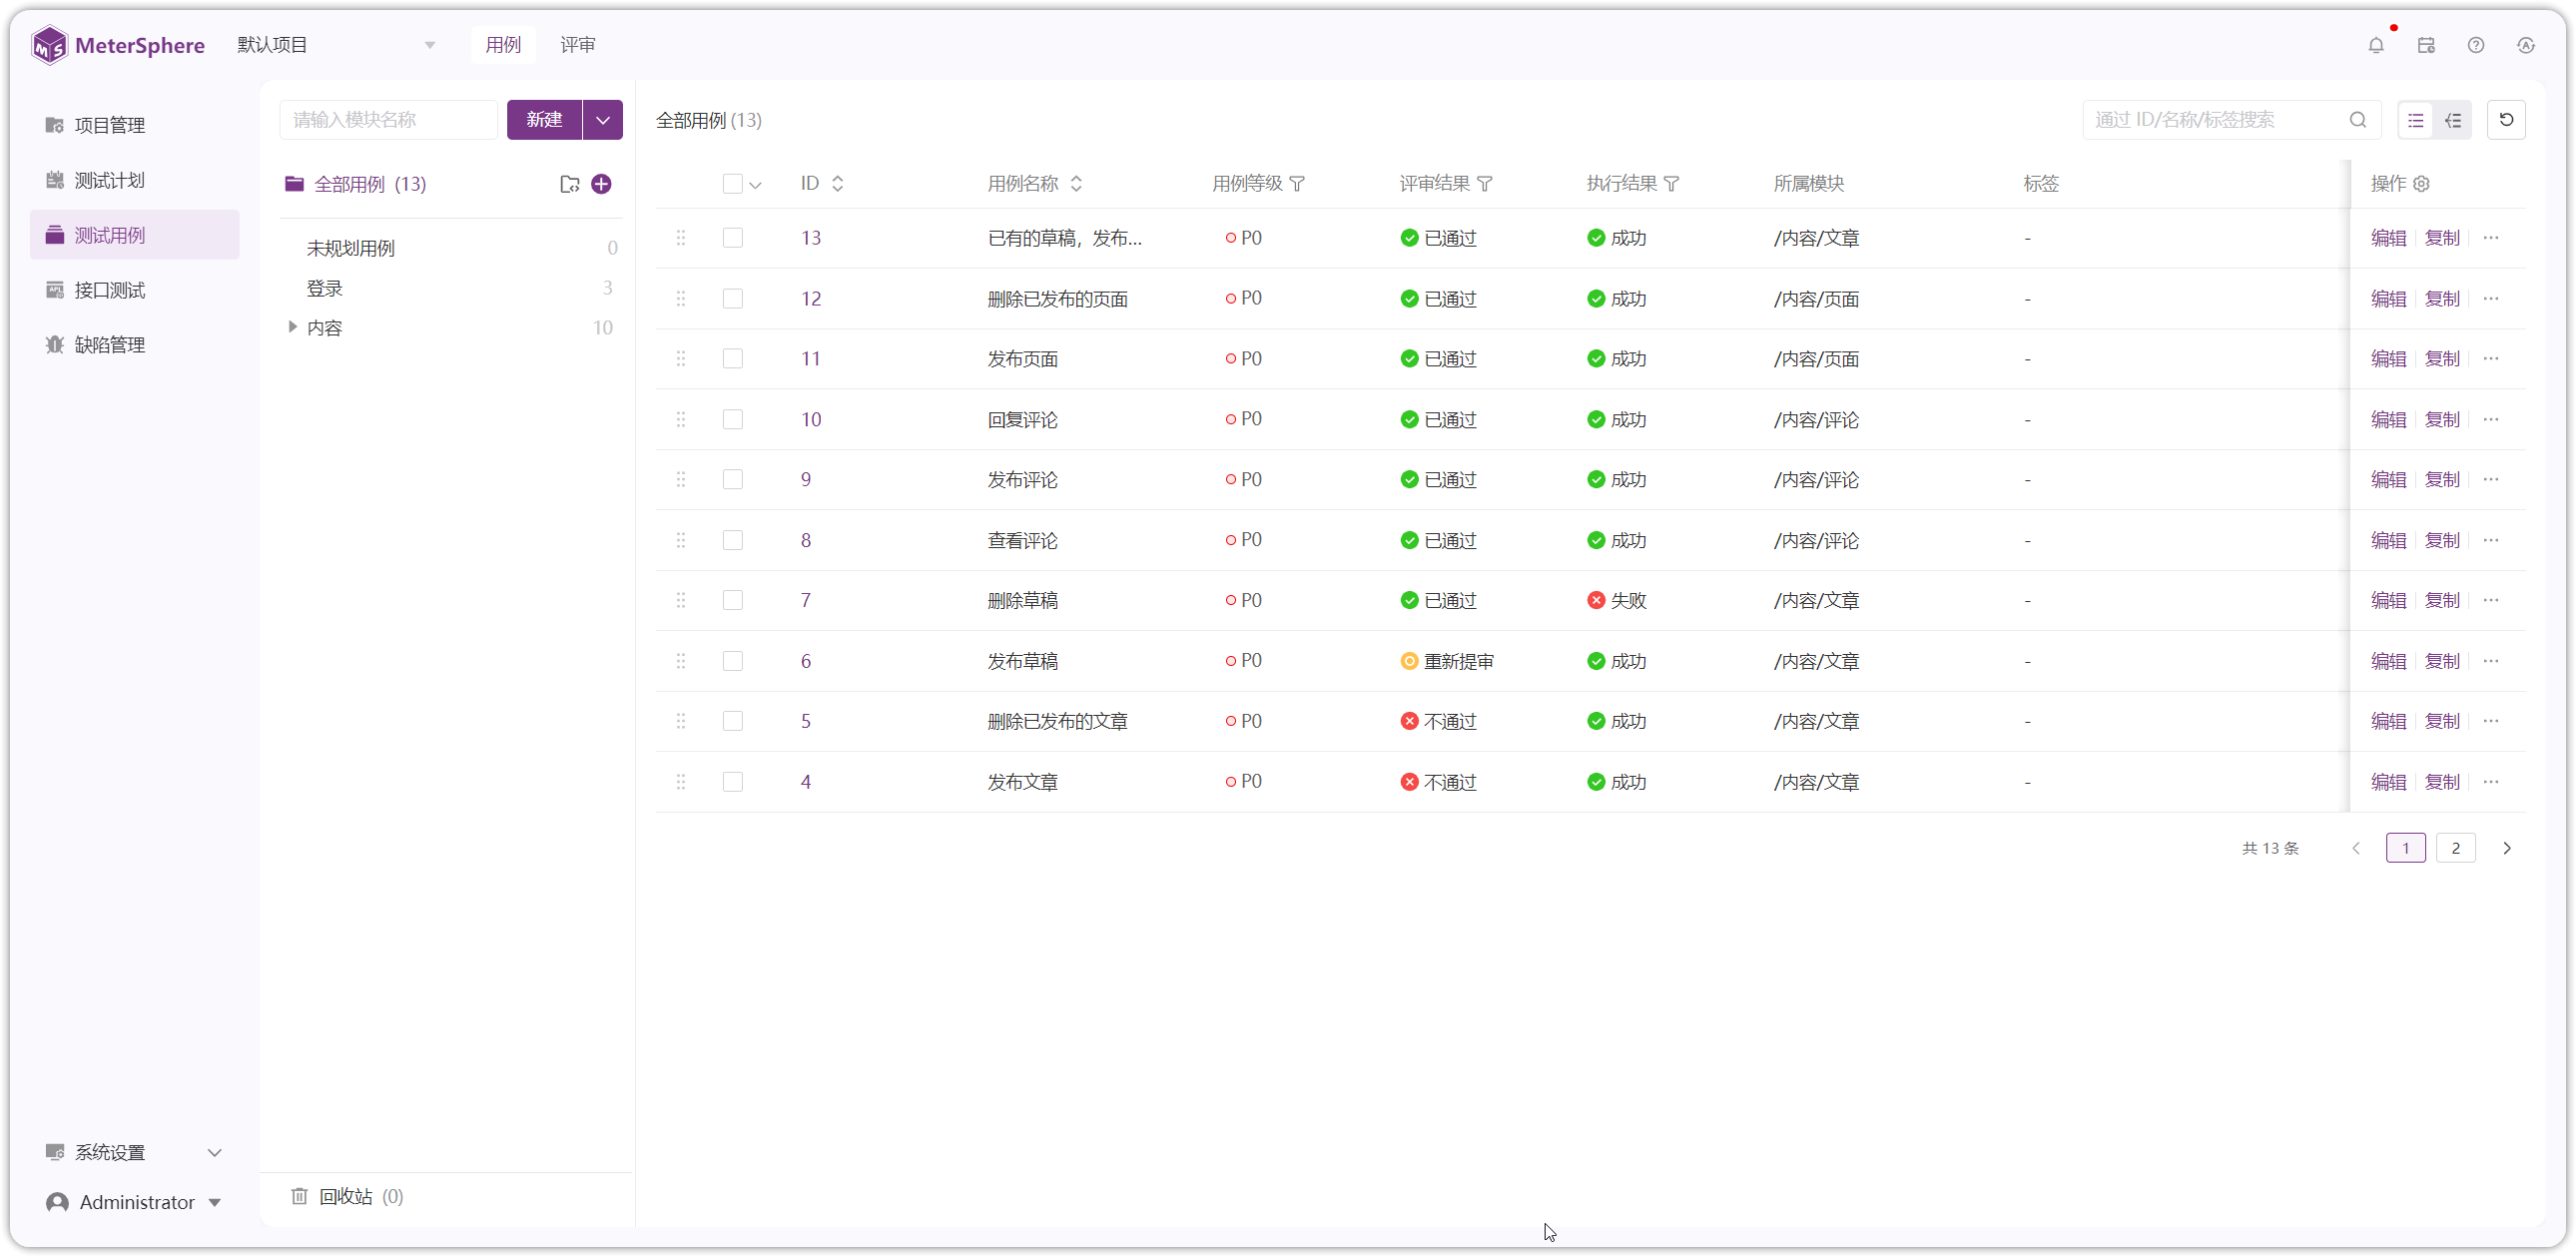 MeterSphere 默认项目 用例 评审
项目管理
测试计划
测试用例
接口测试
缺陷管理
系统设置
Administrator
请输入模块名称 新建
全部用例 (13)
未规划用例 0
登录 3
内容 10
回收站 (0)
全部用例 (13) 通过 ID/名称/标签搜索
ID 用例名称 用例等级 评审结果 执行结果 所属模块 标签 操作
13 已有的草稿，发布... P0 已通过 成功 /内容/文章 - 编辑 复制 ···
12 删除已发布的页面 P0 已通过 成功 /内容/页面 - 编辑 复制 ···
11 发布页面 P0 已通过 成功 /内容/页面 - 编辑 复制 ···
10 回复评论 P0 已通过 成功 /内容/评论 - 编辑 复制 ···
9 发布评论 P0 已通过 成功 /内容/评论 - 编辑 复制 ···
8 查看评论 P0 已通过 成功 /内容/评论 - 编辑 复制 ···
7 删除草稿 P0 已通过 失败 /内容/文章 - 编辑 复制 ···
6 发布草稿 P0 重新提审 成功 /内容/文章 - 编辑 复制 ···
5 删除已发布的文章 P0 不通过 成功 /内容/文章 - 编辑 复制 ···
4 发布文章 P0 不通过 成功 /内容/文章 - 编辑 复制 ···
共 13 条 1 2